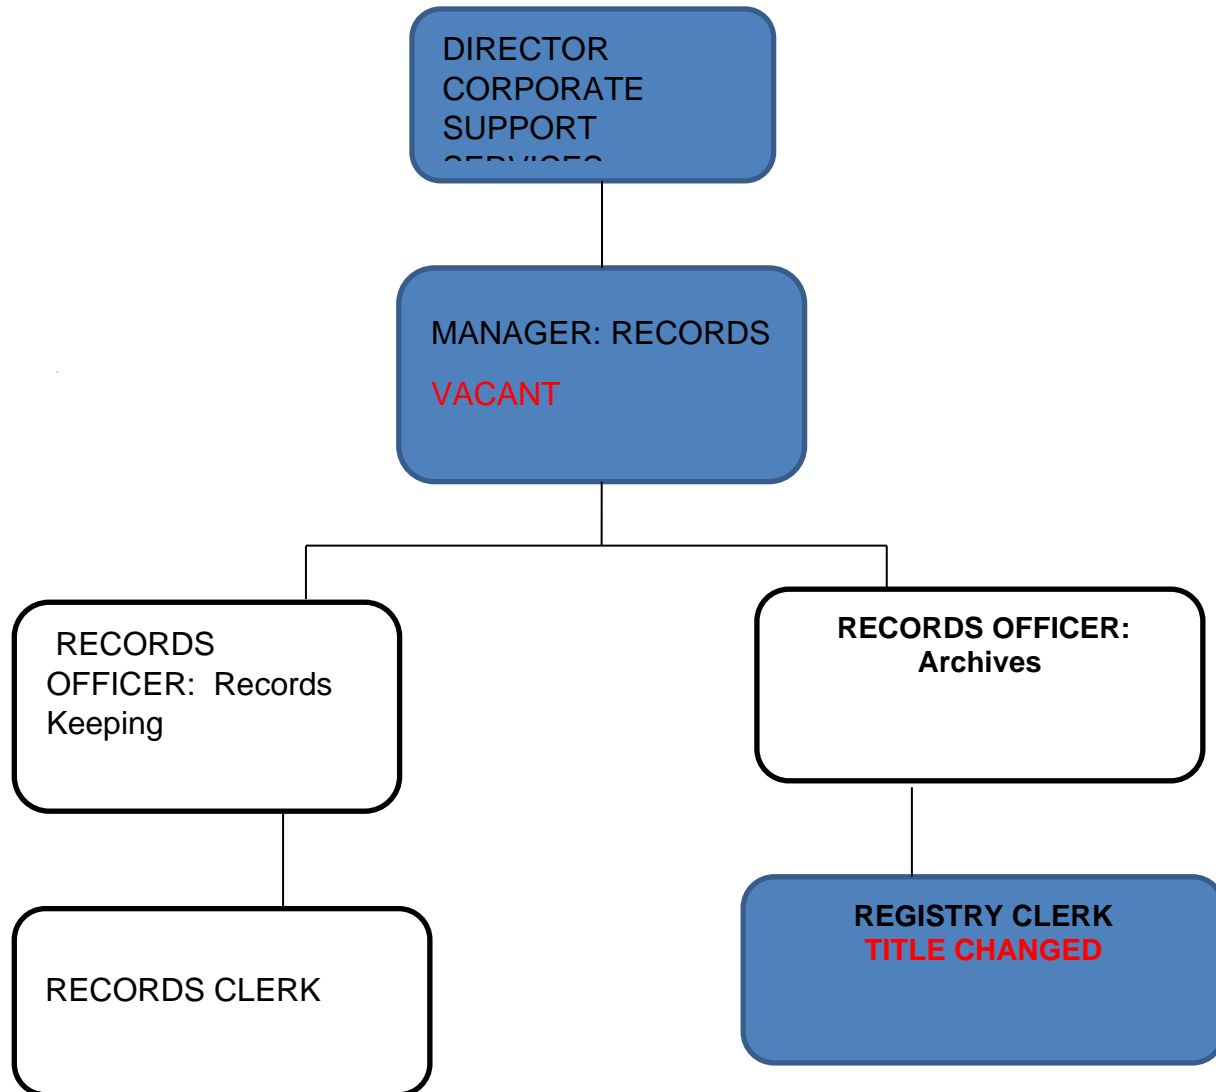 DIRECTOR
CORPORATE
SUPPORT
SERVICES
MANAGER: RECORDS
VACANT
RECORDS
OFFICER: Records
Keeping
RECORDS OFFICER:
Archives
RECORDS CLERK
REGISTRY CLERK
TITLE CHANGED